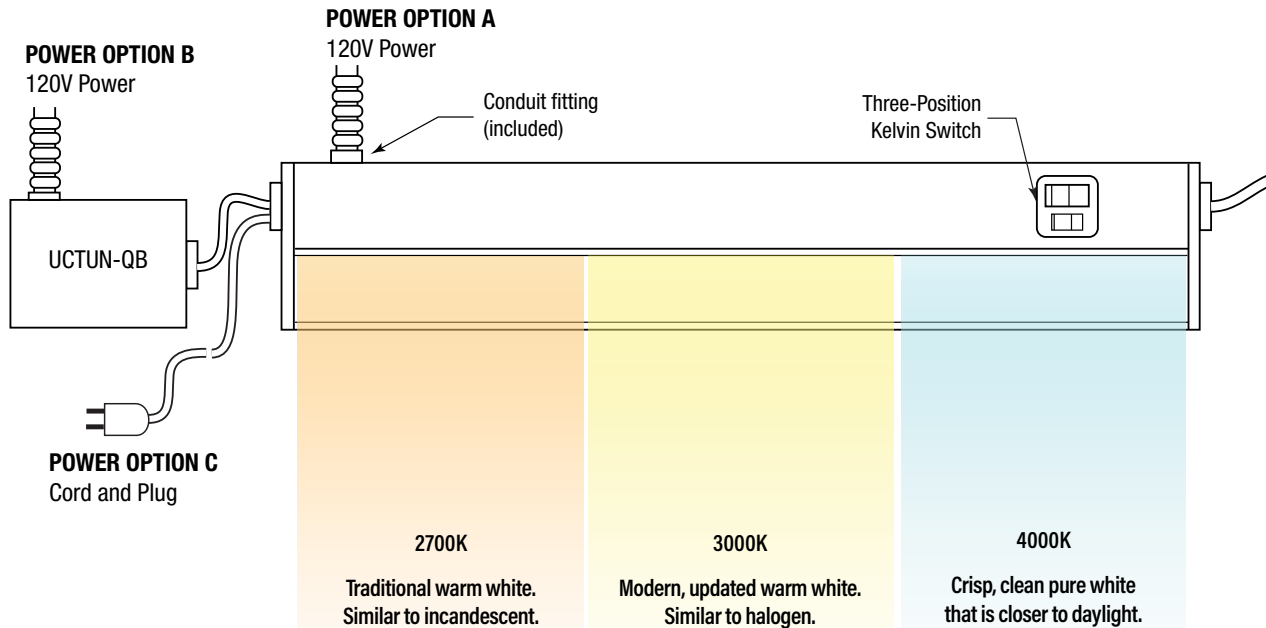 POWER OPTION A
120V Power
POWER OPTION B
120V Power
Conduit fitting
(included)
Three-Position
Kelvin Switch
UCTUN-QB
POWER OPTION C
Cord and Plug
2700K
Traditional warm white.
Similar to incandescent.
3000K
Modern, updated warm white.
Similar to halogen.
4000K
Crisp, clean pure white
that is closer to daylight.